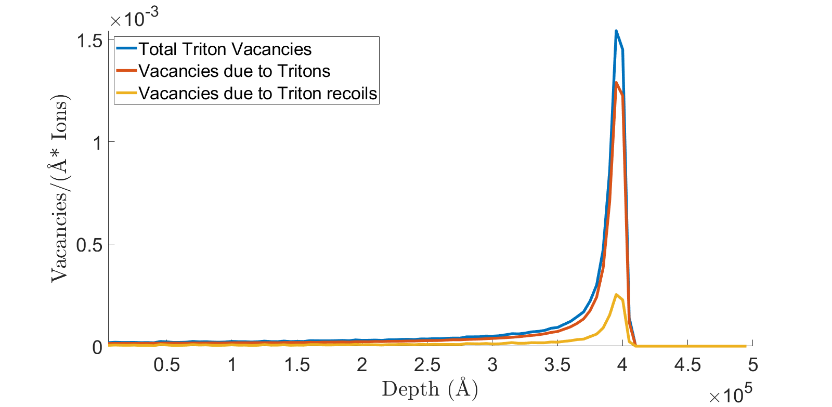 ×10-3
1.5
Total Triton Vacancies
Vacancies due to Tritons
Vacancies due to Triton recoils
1
0.5
0
Vacancies/(Å* Ions)
0.5 1 1.5 2 2.5 3 3.5 4 4.5 5
Depth (Å)
×105